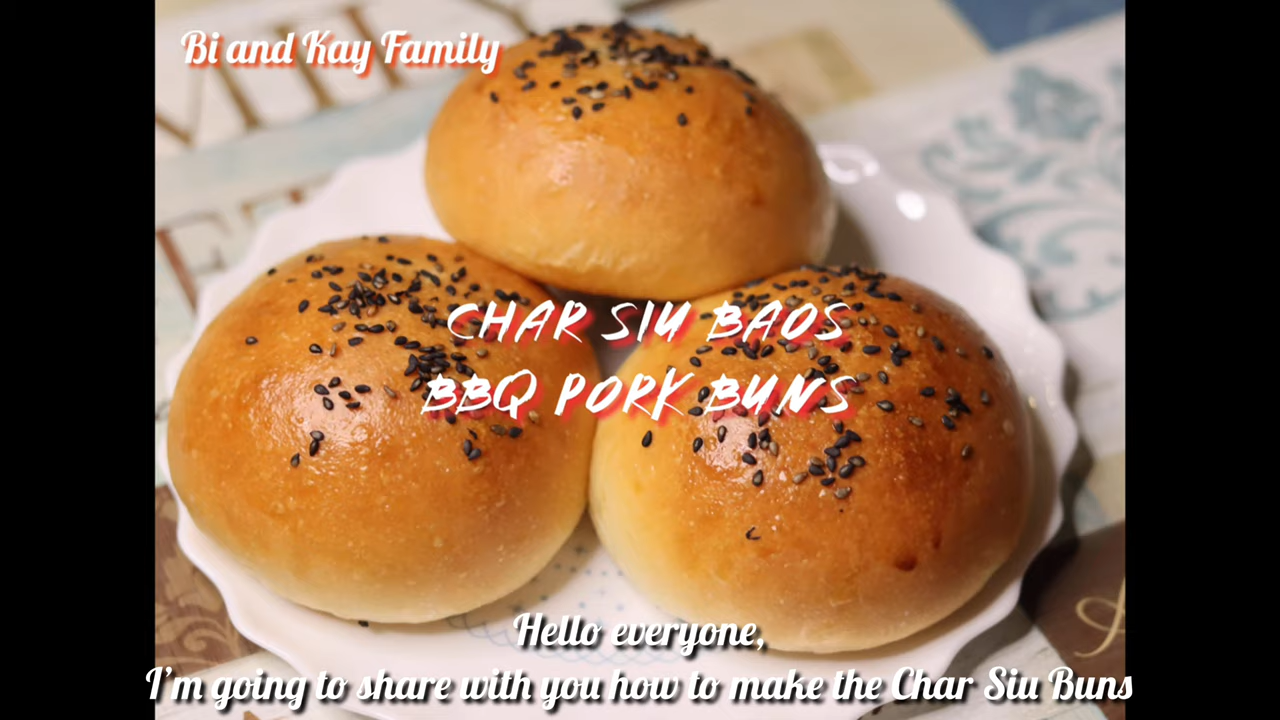 Bi and Kay Family
CHAR SIU BAOS
BBQ PORK BUNS
Hello everyone,
I'm going to share with you how to make the Char Siu Buns